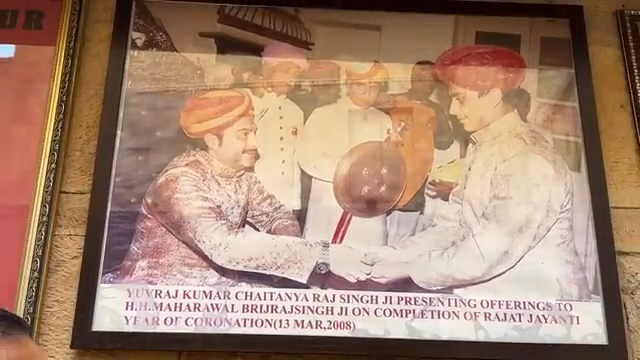 UR
YUVRAJ KUMAR CHAITANYA RAJ SINGH JI PRESENTING OFFERINGS TO
H.H.MAHARAWAL BRIJRAJSINGH JI ON COMPLETION OF RAJAT JAYANTI
YEAR OF CORONATION(13 MAR,2008)